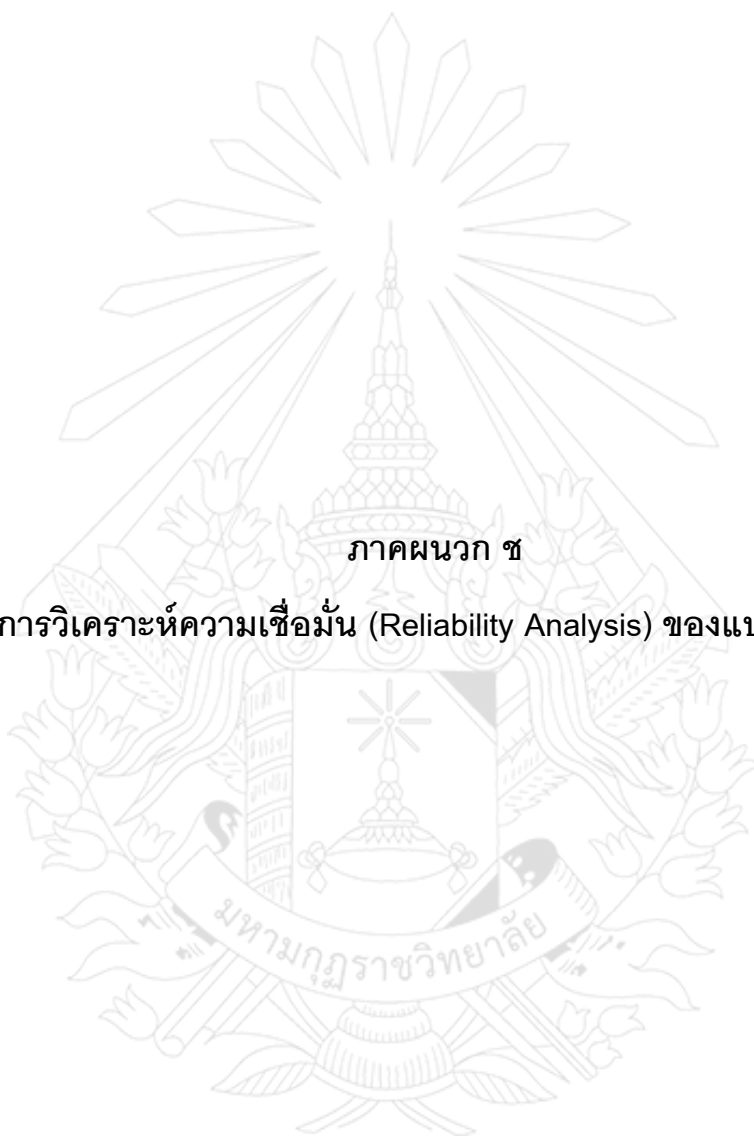 ภาคผนวก ช
การวิเคราะห์ความเชื่อมั่น (Reliability Analysis) ของแบ
มหามกุฏราชวิทยาลัย